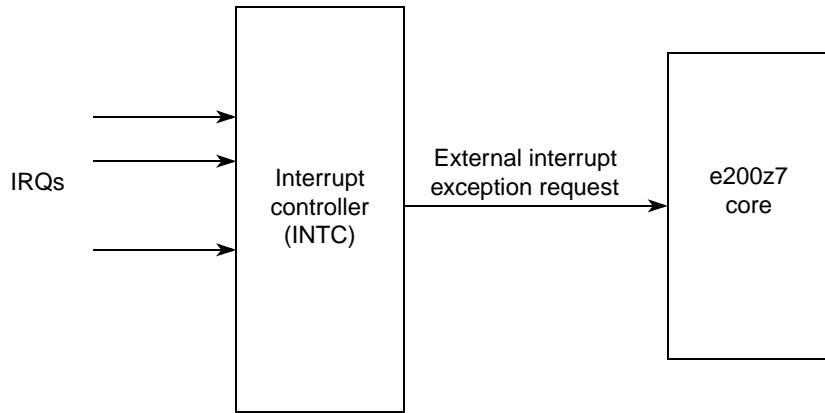 IRQs
Interrupt
controller
(INTC)
External interrupt
exception request
e200z7
core